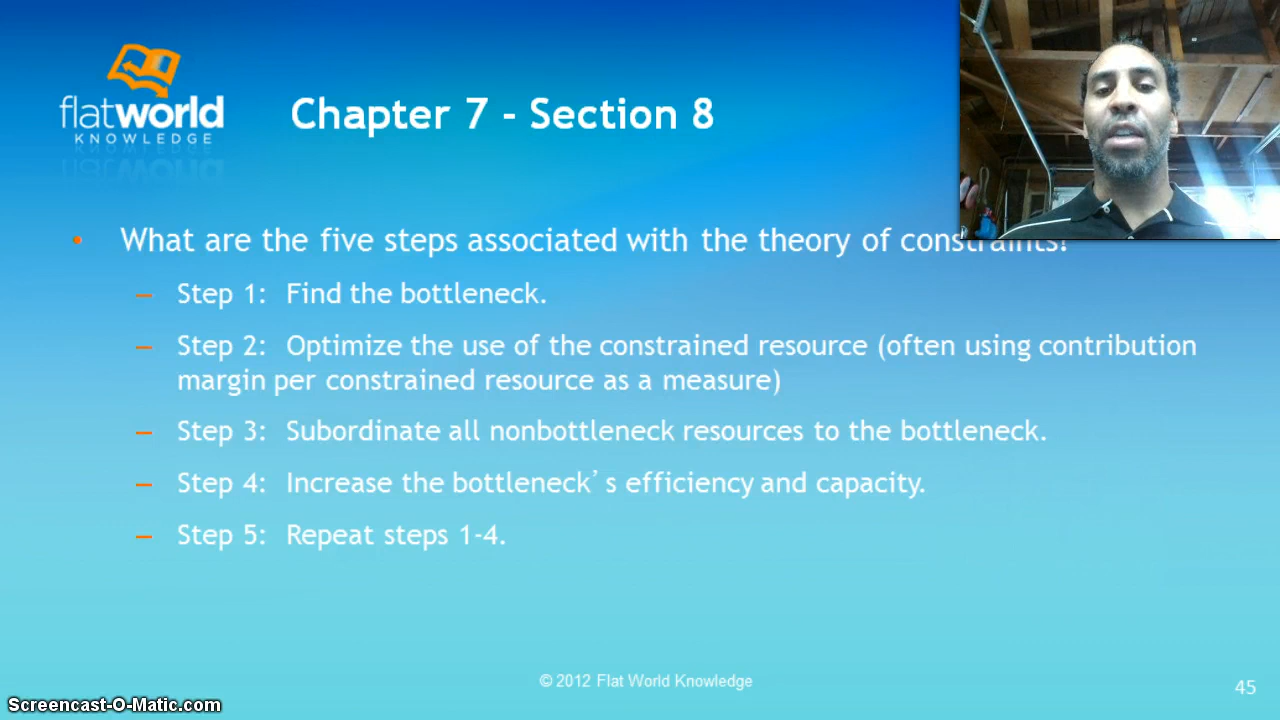 flatworld
KNOWLEDGE
Chapter 7 - Section 8
• What are the five steps associated with the theory of constraints?
– Step 1: Find the bottleneck.
– Step 2: Optimize the use of the constrained resource (often using contribution
margin per constrained resource as a measure)
– Step 3: Subordinate all nonbottleneck resources to the bottleneck.
– Step 4: Increase the bottleneck’s efficiency and capacity.
– Step 5: Repeat steps 1-4.
© 2012 Flat World Knowledge
45
Screencast-O-Matic.com